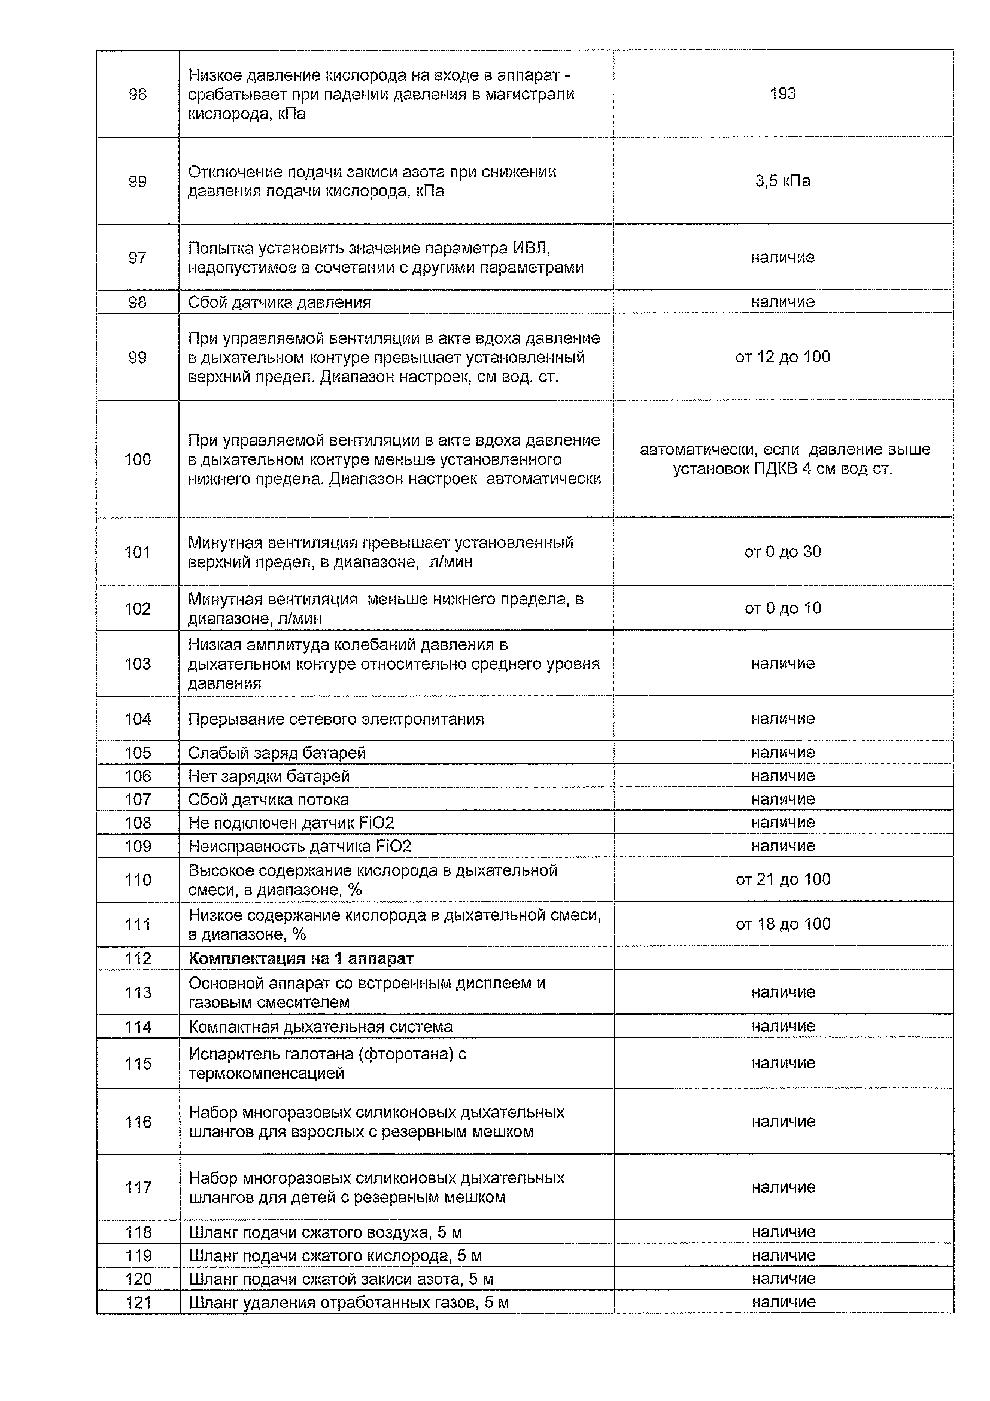 98
Низкое давление кислорода на входе в аппарат -
срабатывает при падении давления в магистрали
кислорода, кПа
193
99
Отключение подачи закиси азота при снижении
давления подачи кислорода, кПа
3,5 кПа
97
Попытка установить значение параметра ИВЛ,
недопустимое в сочетании с другими параметрами
наличие
98
Сбой датчика давления
наличие
99
При управляемой вентиляции в акте вдоха давление
в дыхательном контуре превышает установленный
верхний предел. Диапазон настроек, см вод. ст.
от 12 до 100
100
При управляемой вентиляции в акте вдоха давление
в дыхательном контуре меньше установленного
нижнего предела. Диапазон настроек автоматически
автоматически, если давление выше
установок ПДКВ 4 см вод ст.
101
Минутная вентиляция превышает установленный
верхний предел, в диапазоне, л/мин
от 0 до 30
102
Минутная вентиляция меньше нижнего предела, в
диапазоне, л/мин
от 0 до 10
103
Низкая амплитуда колебаний давления в
дыхательном контуре относительно среднего уровня
давления
наличие
104
Прерывание сетевого электропитания
наличие
105
Слабый заряд батарей
наличие
106
Нет зарядки батарей
наличие
107
Сбой датчика потока
наличие
108
Не подключен датчик FiO2
наличие
109
Неисправность датчика FiO2
наличие
110
Высокое содержание кислорода в дыхательной
смеси, в диапазоне, %
от 21 до 100
111
Низкое содержание кислорода в дыхательной смеси,
в диапазоне, %
от 18 до 100
112
Комплектация на 1 аппарат
113
Основной аппарат со встроенным дисплеем и
газовым смесителем
наличие
114
Компактная дыхательная система
наличие
115
Испаритель галотана (фторотана) с
термокомпенсацией
наличие
116
Набор многоразовых силиконовых дыхательных
шлангов для взрослых с резервным мешком
наличие
117
Набор многоразовых силиконовых дыхательных
шлангов для детей с резервным мешком
наличие
118
Шланг подачи сжатого воздуха, 5 м
наличие
119
Шланг подачи сжатого кислорода, 5 м
наличие
120
Шланг подачи сжатой закиси азота, 5 м
наличие
121
Шланг удаления отработанных газов, 5 м
наличие